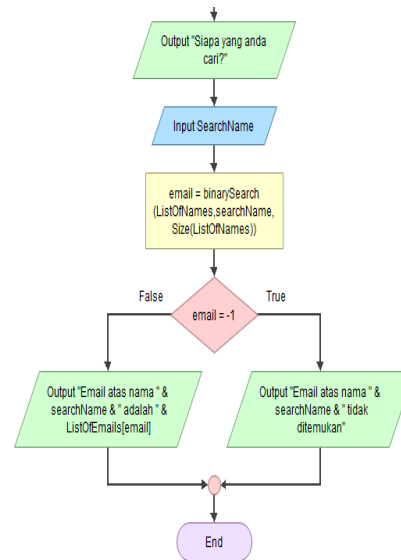 Output "Siapa yang anda
cari?"
Input SearchName
email = binarySearch
(ListOfNames,searchName,
Size(ListOfNames))
False
True
email = -1
Output "Email atas nama " &
searchName & " adalah " &
ListOfEmails[email]
Output "Email atas nama " &
searchName & " tidak
ditemukan"
End